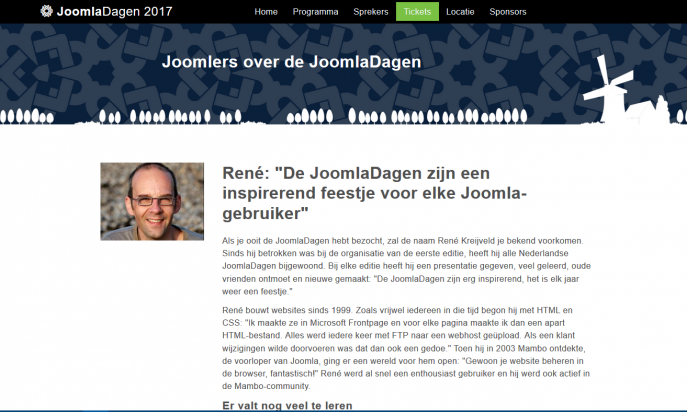 JoomlaDagen 2017 Home Programma Sprekers Tickets Locatie Sponsors
Joomlers over de JoomlaDagen
René: "De JoomlaDagen zijn een
inspirerend feestje voor elke Joomla-
gebruiker"
Als je ooit de JoomlaDagen hebt bezocht, zal de naam René Kreijveld je bekend voorkomen.
Sinds hij betrokken was bij de organisatie van de eerste editie, heeft hij alle Nederlandse
JoomlaDagen bijgewoond. Bij elke editie heeft hij een presentatie gegeven, veel geleerd, oude
vrienden ontmoet en nieuwe gemaakt: "De JoomlaDagen zijn erg inspirerend, het is elk jaar
weer een feestje."
René bouwt websites sinds 1999. Zoals vrijwel iedereen in die tijd begon hij met HTML en
CSS: "Ik maakte ze in Microsoft Frontpage en voor elke pagina maakte ik dan een apart
HTML-bestand. Alles werd iedere keer met FTP naar een webhost geüpload. Als een klant
wijzigingen wilde doorvoeren was dat dan ook een gedoe." Toen hij in 2003 Mambo ontdekte,
de voorloper van Joomla, ging er een wereld voor hem open: "Gewoon je website beheren in
de browser, fantastisch!" René werd al snel een enthousiast gebruiker en hij werd ook actief in
de Mambo-community.
Er valt nog veel te leren